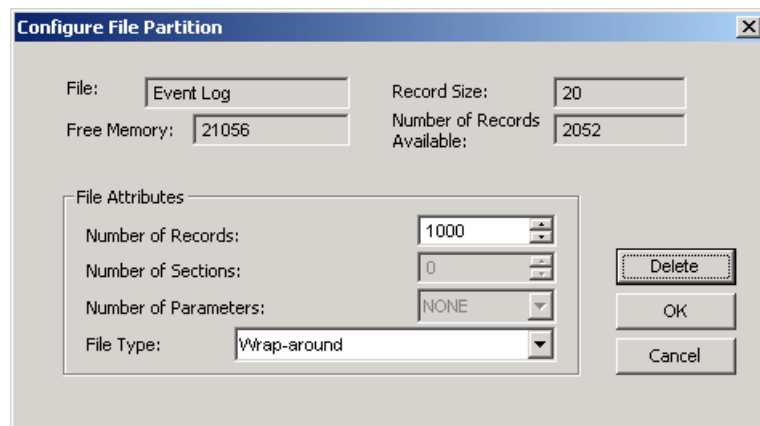 Configure File Partition
File: Event Log
Record Size: 20
Free Memory: 21056
Number of Records Available: 2052
File Attributes
Number of Records: 1000
Number of Sections: 0
Number of Parameters: NONE
File Type: Wrap-around
Delete
OK
Cancel